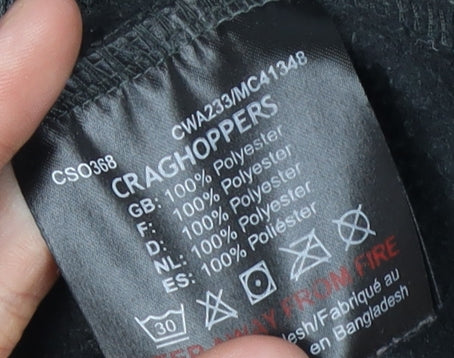 CSO368
CWA233/MC41348
CRAGHOPPERS
GB: 100% Polyester
F: 100% Polyester
D: 100% Polyester
NL: 100% Polyester
ES: 100% Poliéster
30
AWAY FROM FIRE
desh/Fabriqué au
en Bangladesh